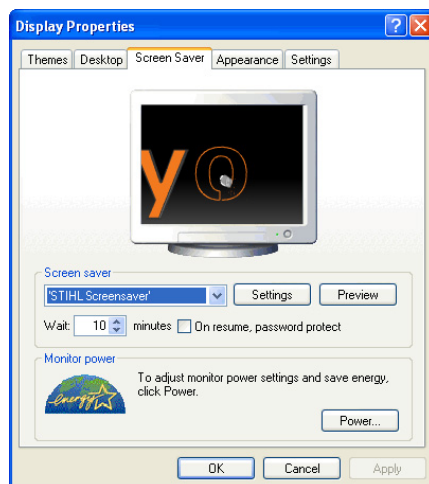 Display Properties
Themes Desktop Screen Saver Appearance Settings
yo
Screen saver
'STIHL Screensaver' Settings Preview
Wait: 10 minutes On resume, password protect
Monitor power
energy
To adjust monitor power settings and save energy,
click Power.
Power...
OK Cancel Apply